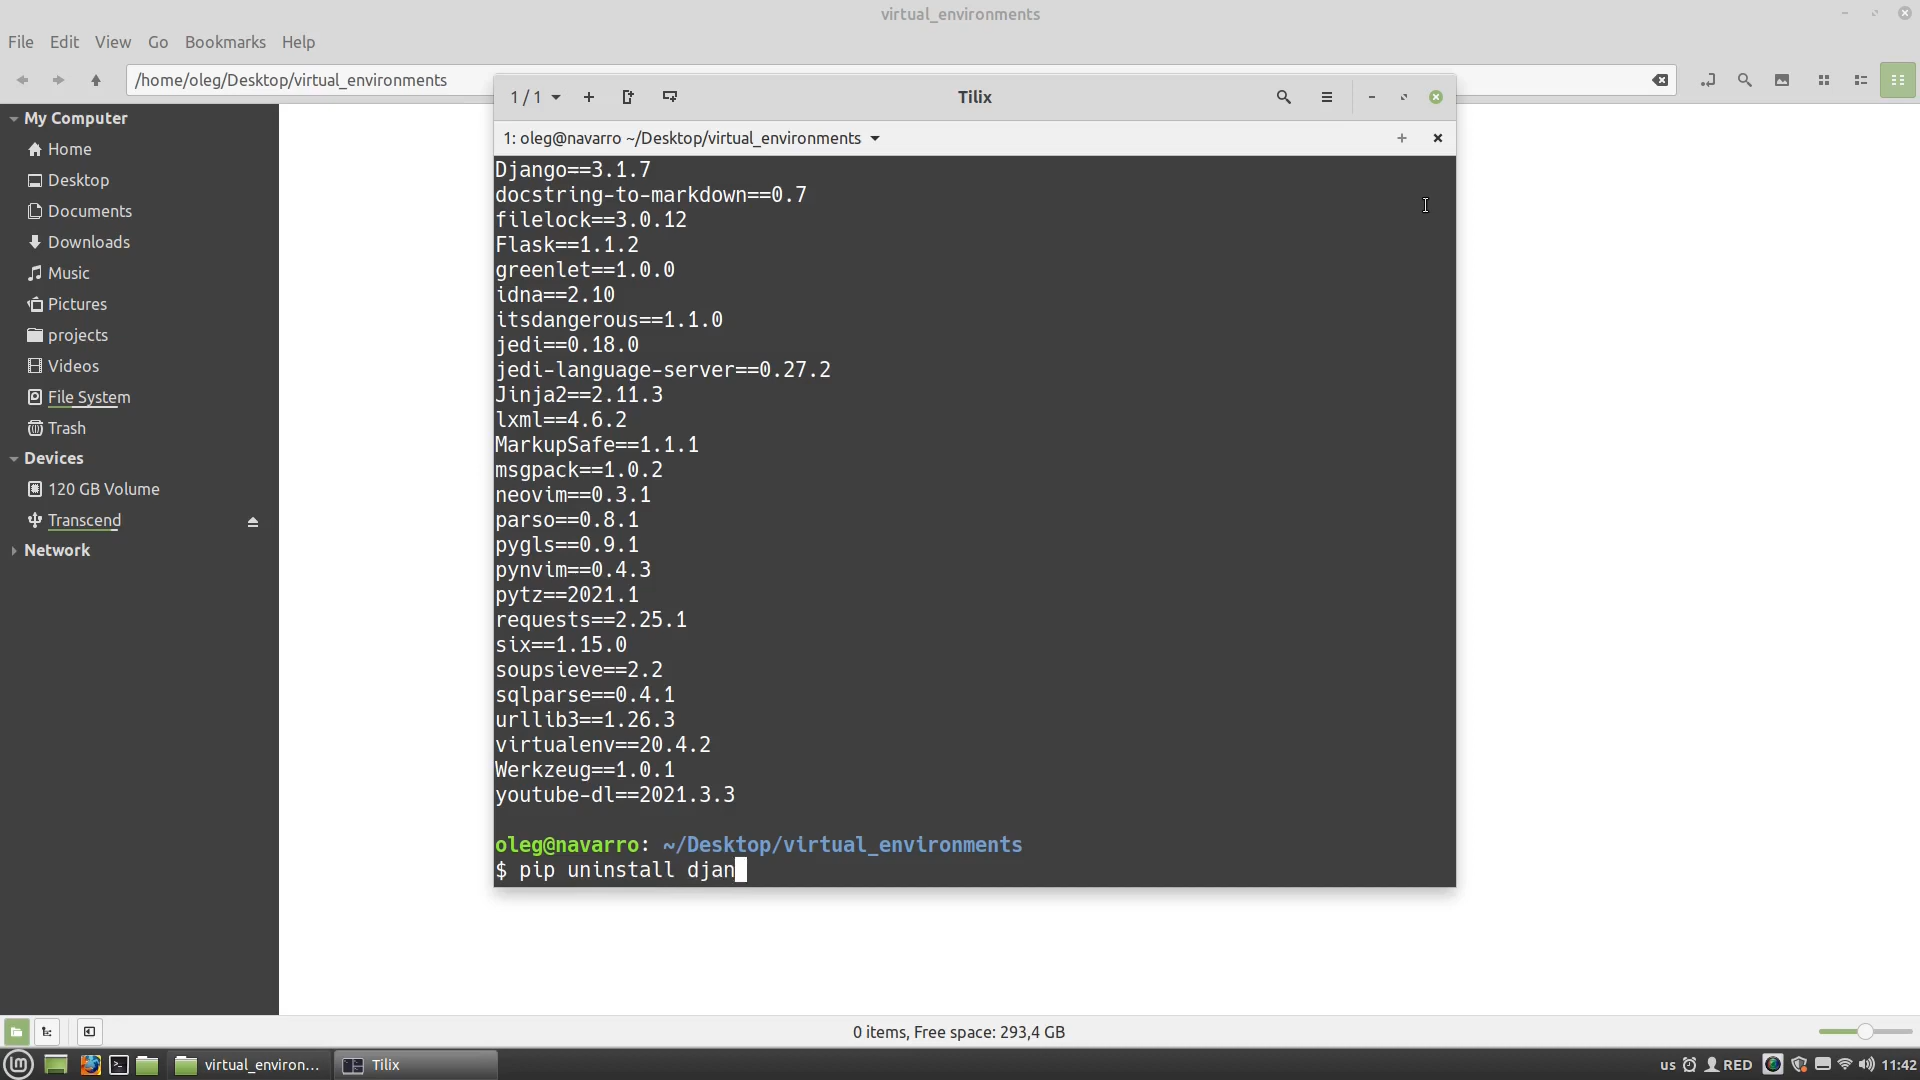 virtual_environments
File Edit View Go Bookmarks Help
/home/oleg/Desktop/virtual_environments
My Computer
Home
Desktop
Documents
Downloads
Music
Pictures
projects
Videos
File System
Trash
Devices
120 GB Volume
Transcend
Network
1 / 1
Tilix
1: oleg@navarro ~/Desktop/virtual_environments
Django==3.1.7
docstring-to-markdown==0.7
filelock==3.0.12
Flask==1.1.2
greenlet==1.0.0
idna==2.10
itsdangerous==1.1.0
jedi==0.18.0
jedi-language-server==0.27.2
Jinja2==2.11.3
lxml==4.6.2
MarkupSafe==1.1.1
msgpack==1.0.2
neovim==0.3.1
parso==0.8.1
pygls==0.9.1
pynvim==0.4.3
pytz==2021.1
requests==2.25.1
six==1.15.0
soupsieve==2.2
sqlparse==0.4.1
urllib3==1.26.3
virtualenv==20.4.2
Werkzeug==1.0.1
youtube-dl==2021.3.3
oleg@navarro: ~/Desktop/virtual_environments
$ pip uninstall djan
0 items, Free space: 293,4 GB
virtual_environ...
Tilix
us
RED
11:42